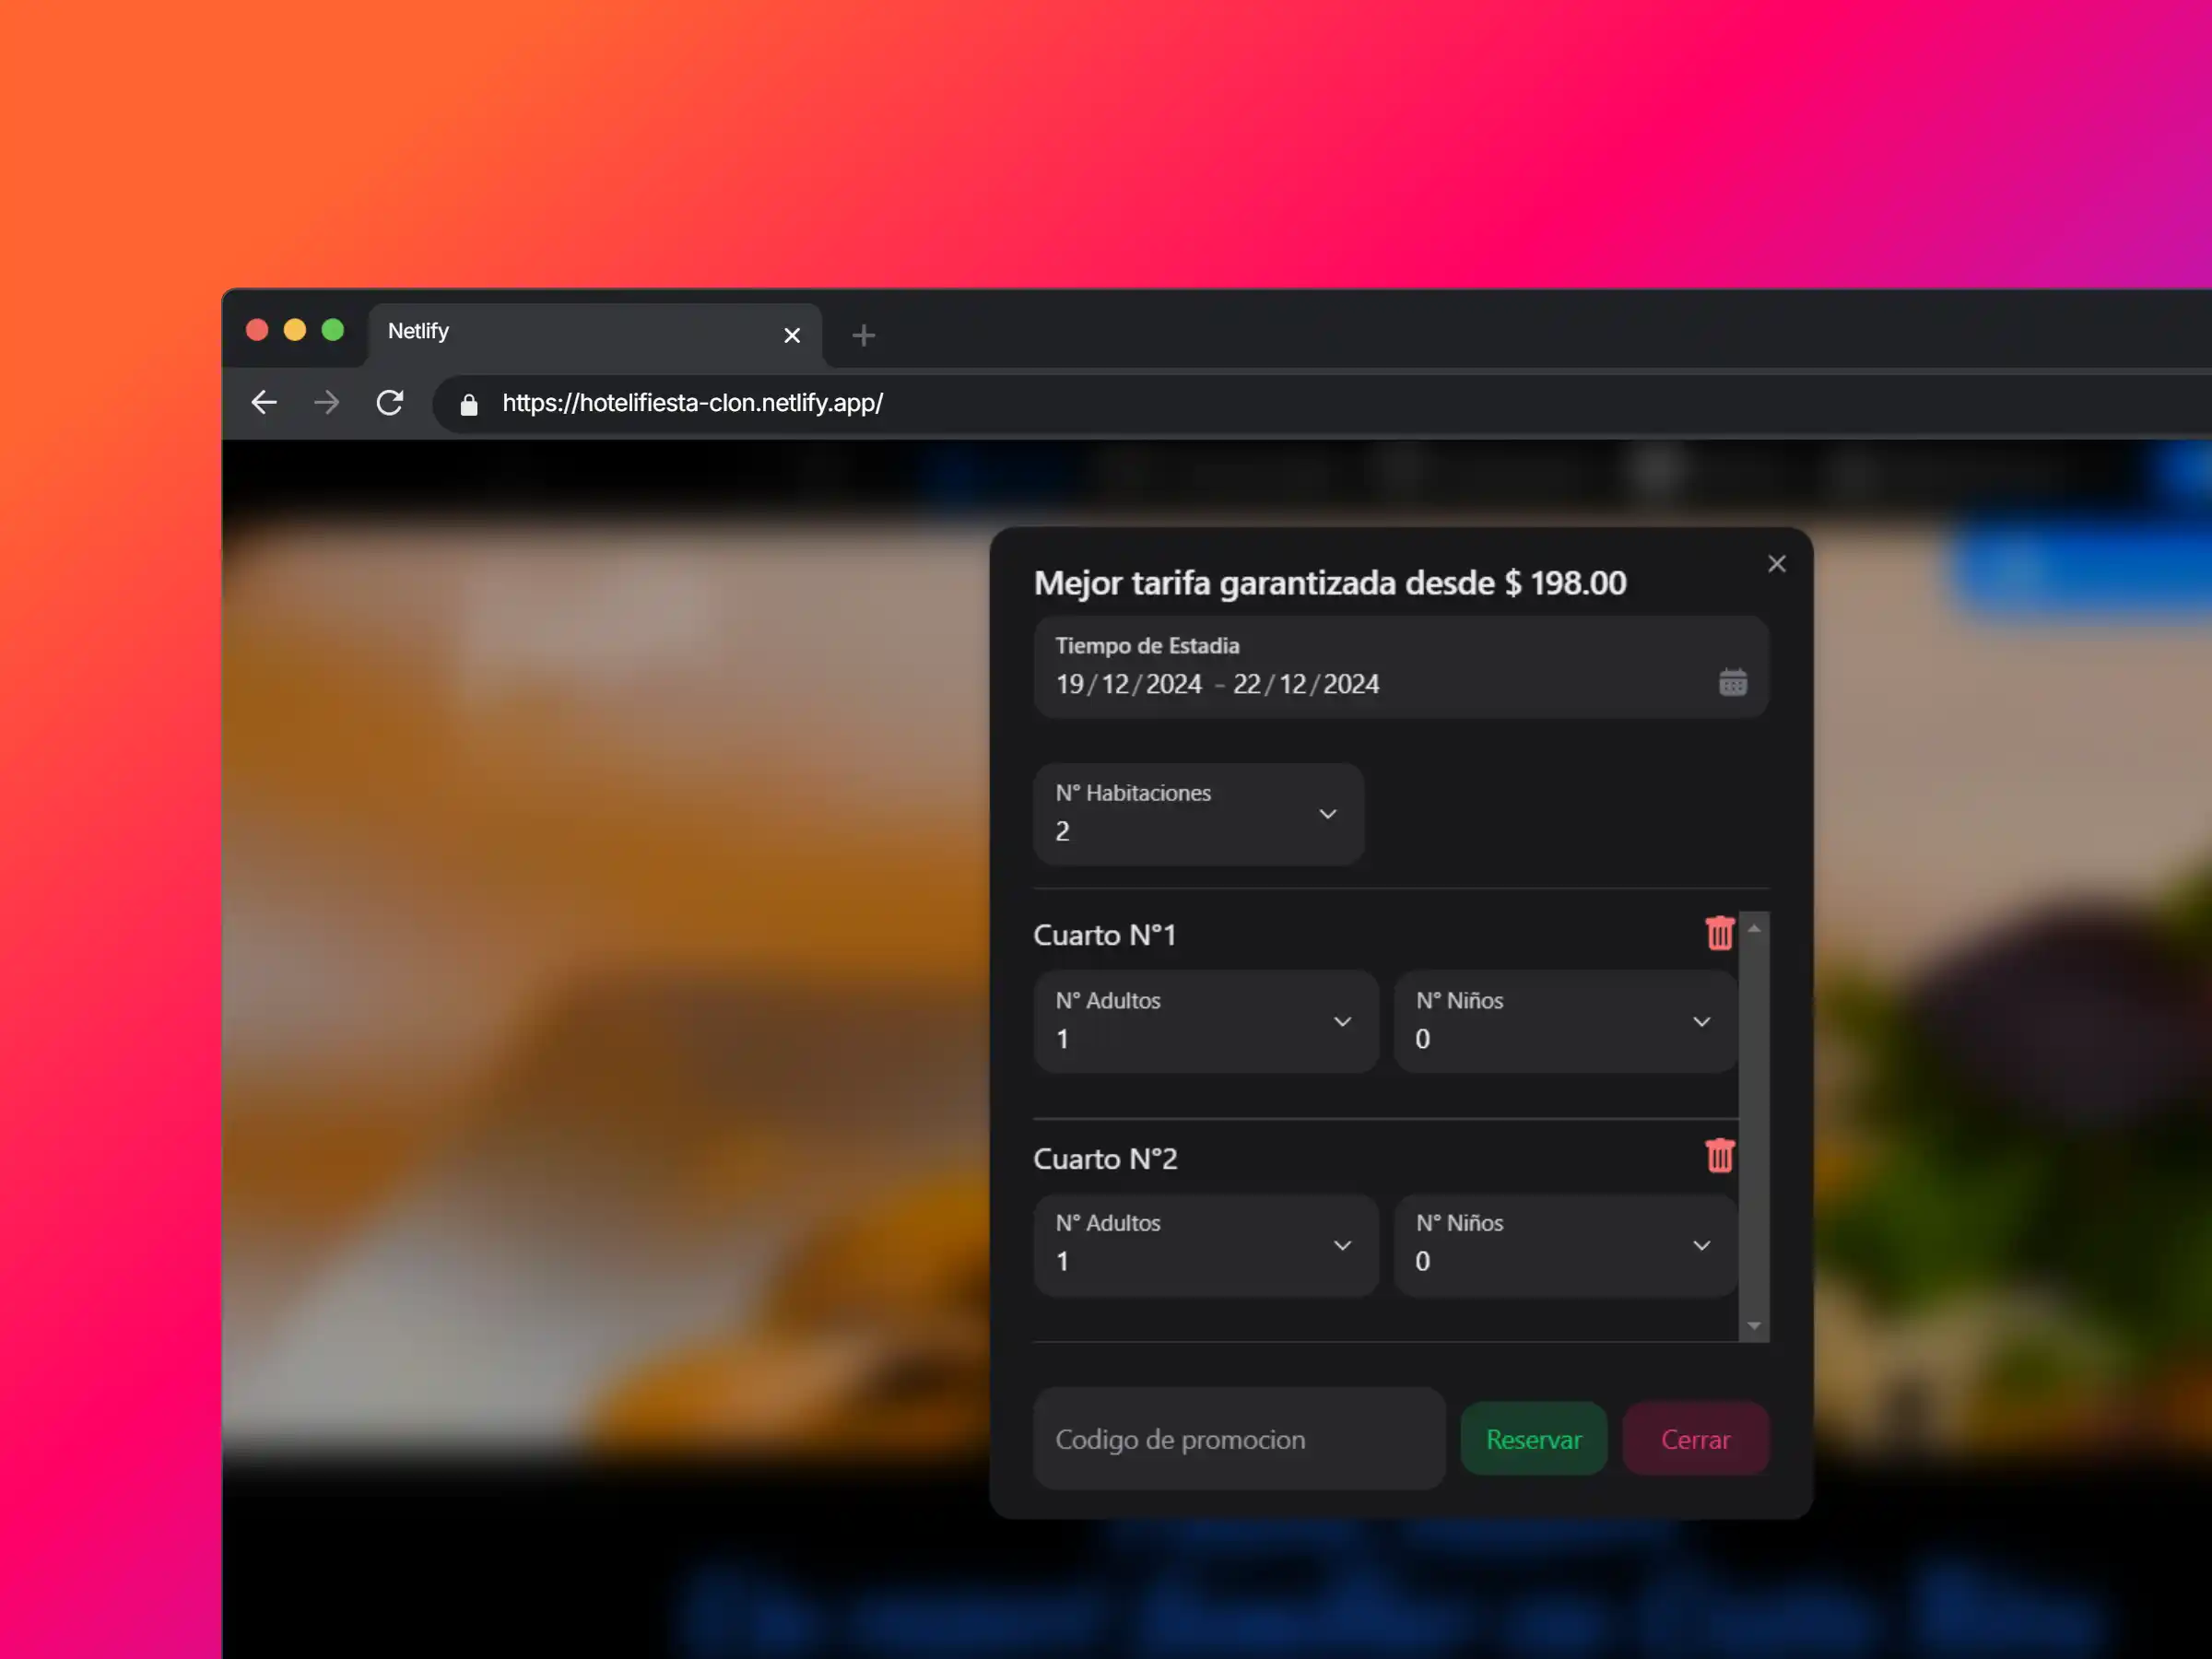 Netlify
https://hotelifiesta-clon.netlify.app/
Mejor tarifa garantizada desde $ 198.00
Tiempo de Estadia
19/12/2024 - 22/12/2024
N° Habitaciones
2
Cuarto N°1
N° Adultos
1
N° Niños
0
Cuarto N°2
N° Adultos
1
N° Niños
0
Codigo de promocion
Reservar
Cerrar